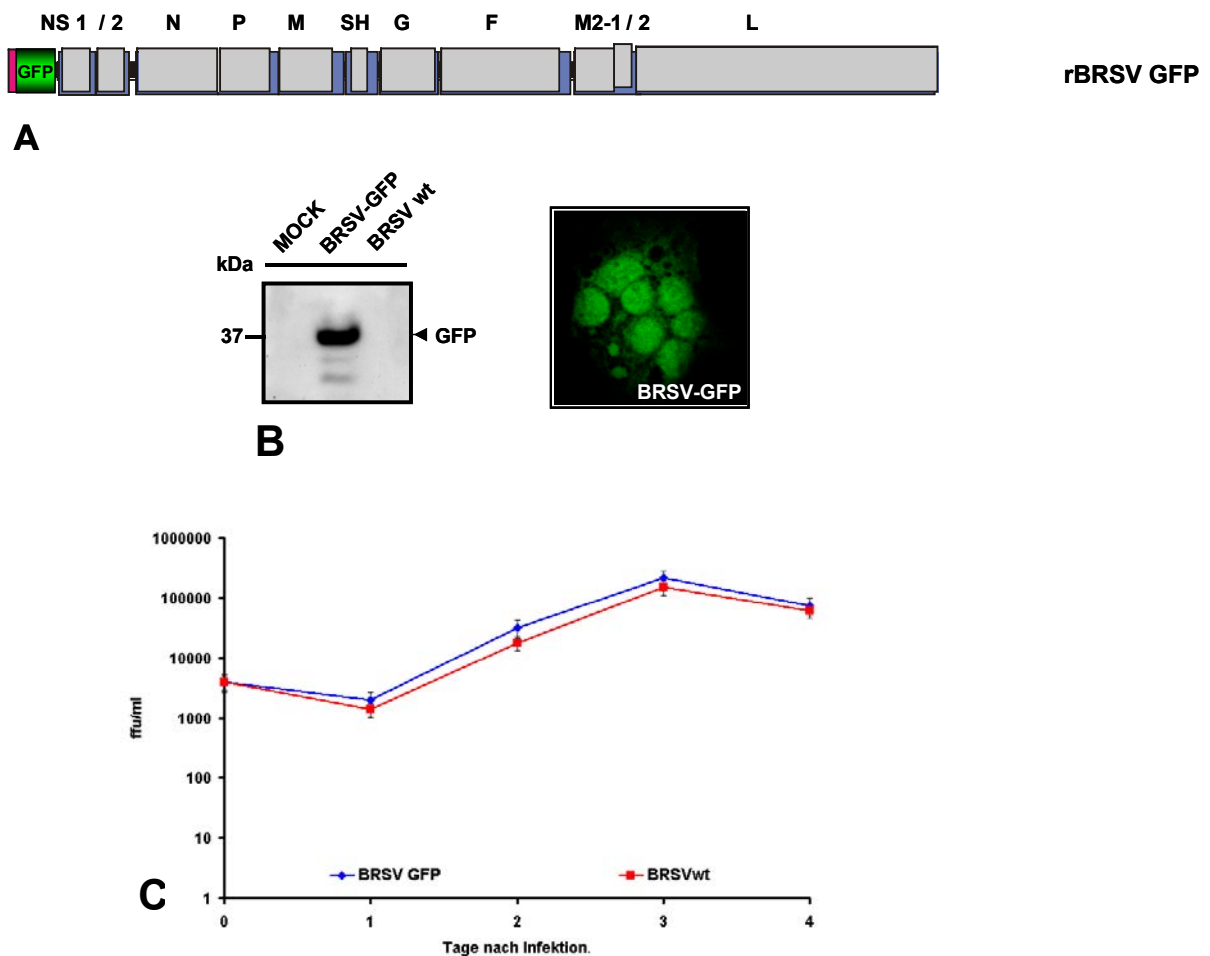 NS 1 / 2 N P M SH G F M2-1 / 2 L
GFP
rBRSV GFP
A
MOCK
BRSV-GFP
BRSV wt
kDa
37
GFP
BRSV-GFP
B
1000000
100000
10000
1000
100
10
1
ffu/ml
BRSV GFP
BRSVwt
C
0 1 2 3 4
Tage nach Infektion.